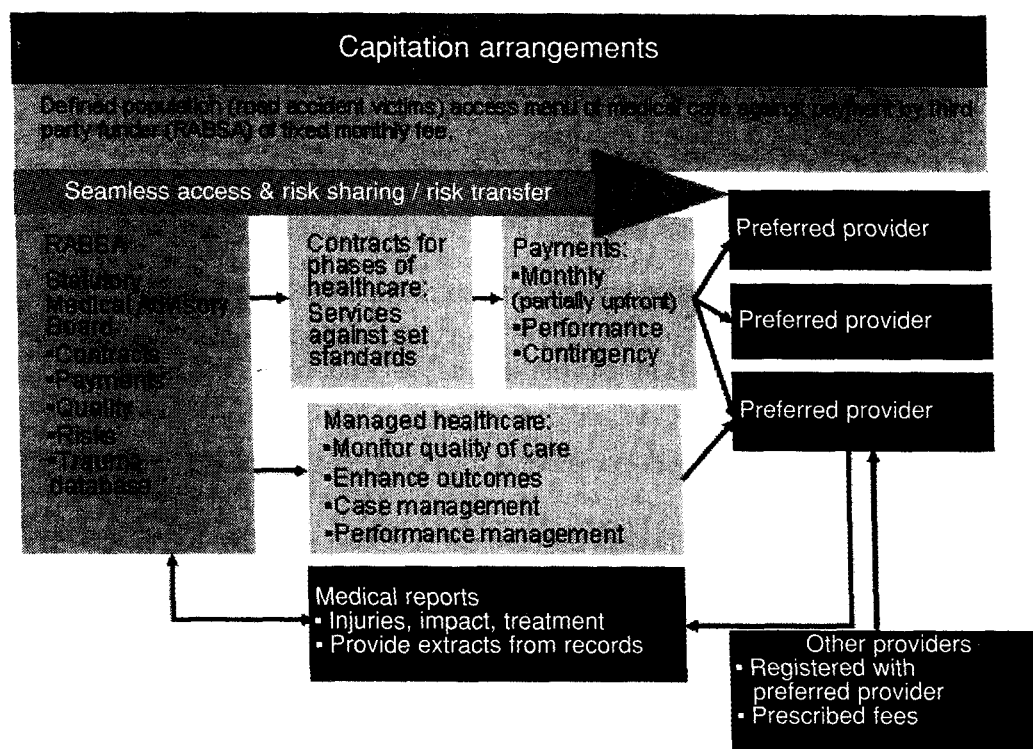 Capitation arrangements
Defined population (road accident victims) access menu of medical care against payment by third
party funder (RABSA) of fixed monthly fee.
Seamless access & risk sharing / risk transfer
RABEA
Statutory
Medical Advisory
Board
▪Contracts
▪Payments
▪Quality
▪Risks
▪Trauma
database
Contracts for
phases of
healthcare:
Services
against set
standards
Payments:
▪Monthly
(partially upfront)
▪Performance
▪Contingency
Preferred provider
Preferred provider
Preferred provider
Managed healthcare:
▪Monitor quality of care
▪Enhance outcomes
▪Case management
▪Performance management
Medical reports
▪ Injuries, impact, treatment
▪ Provide extracts from records
Other providers
▪ Registered with
preferred provider
▪ Prescribed fees